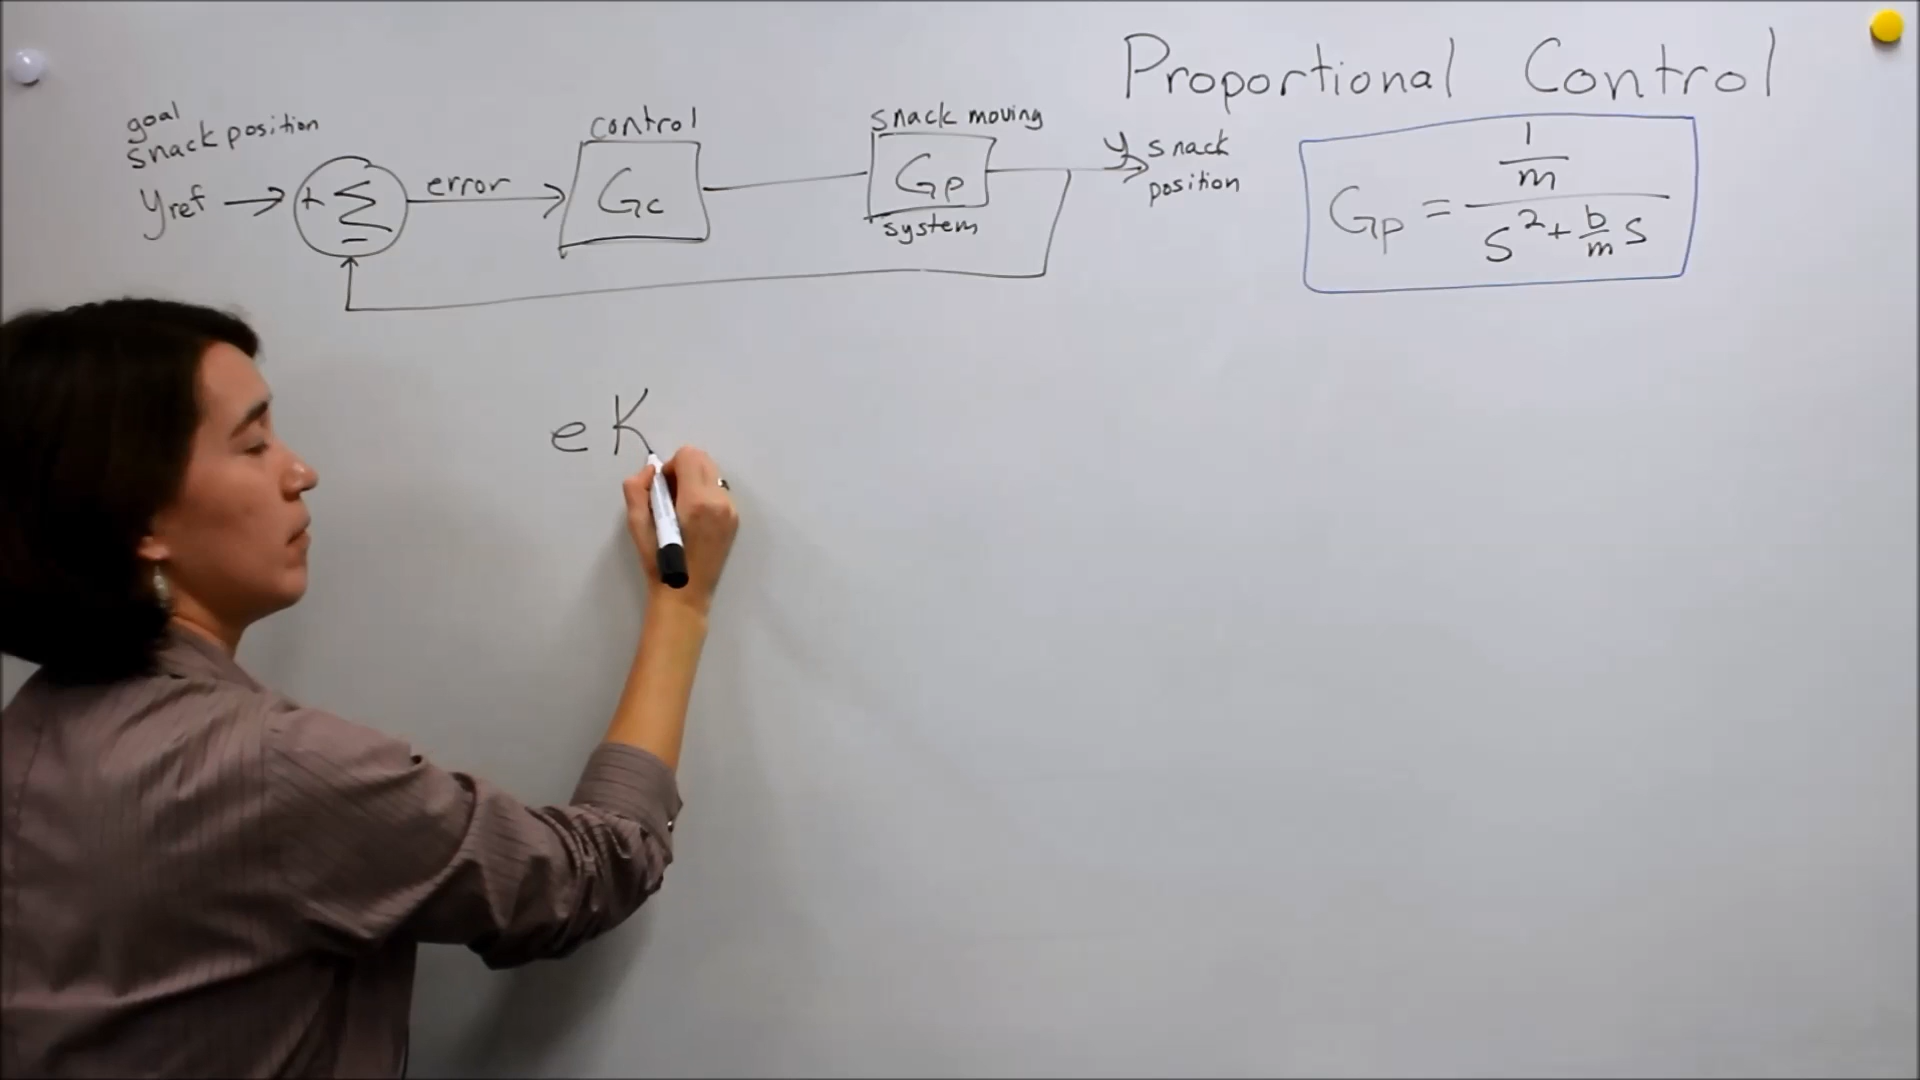 Proportional Control
goal
snack position
y ref
+ Σ −
error
control
Gc
snack moving
Gp
system
y snack
position
Gp = 1/m / s² + b/m s
e K